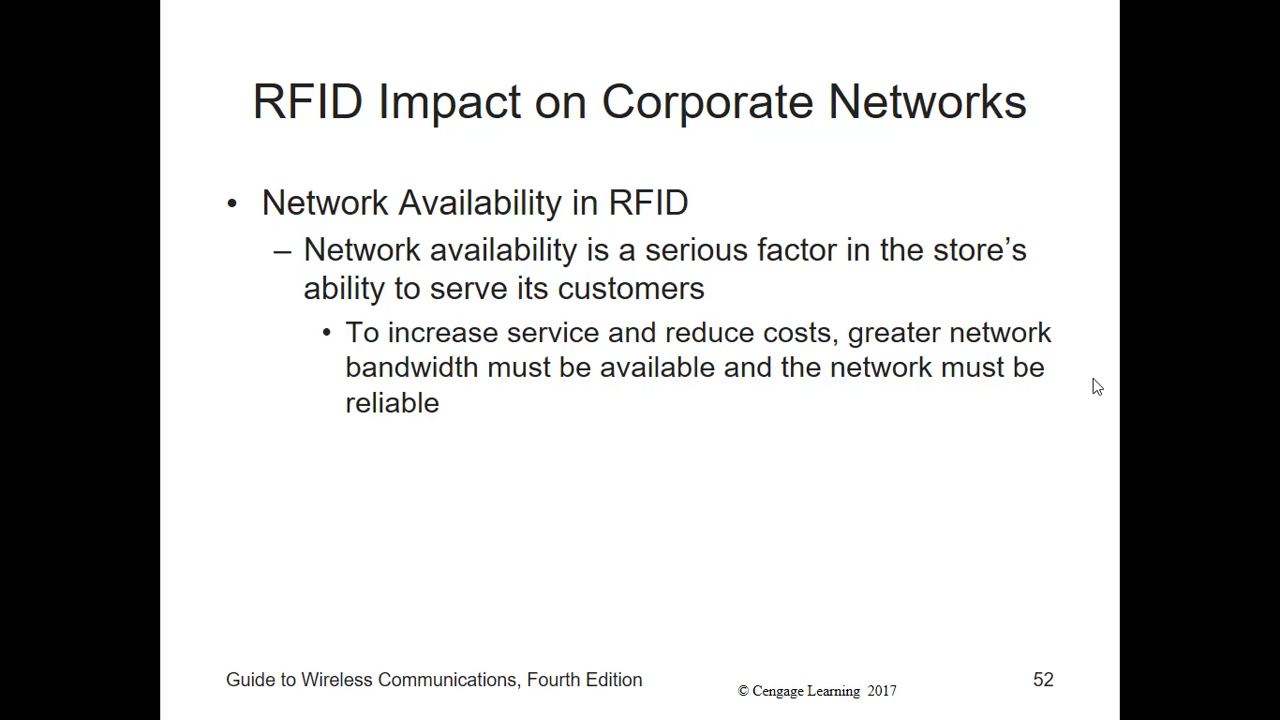 RFID Impact on Corporate Networks
• Network Availability in RFID
– Network availability is a serious factor in the store’s
ability to serve its customers
• To increase service and reduce costs, greater network
bandwidth must be available and the network must be
reliable
Guide to Wireless Communications, Fourth Edition
© Cengage Learning 2017
52